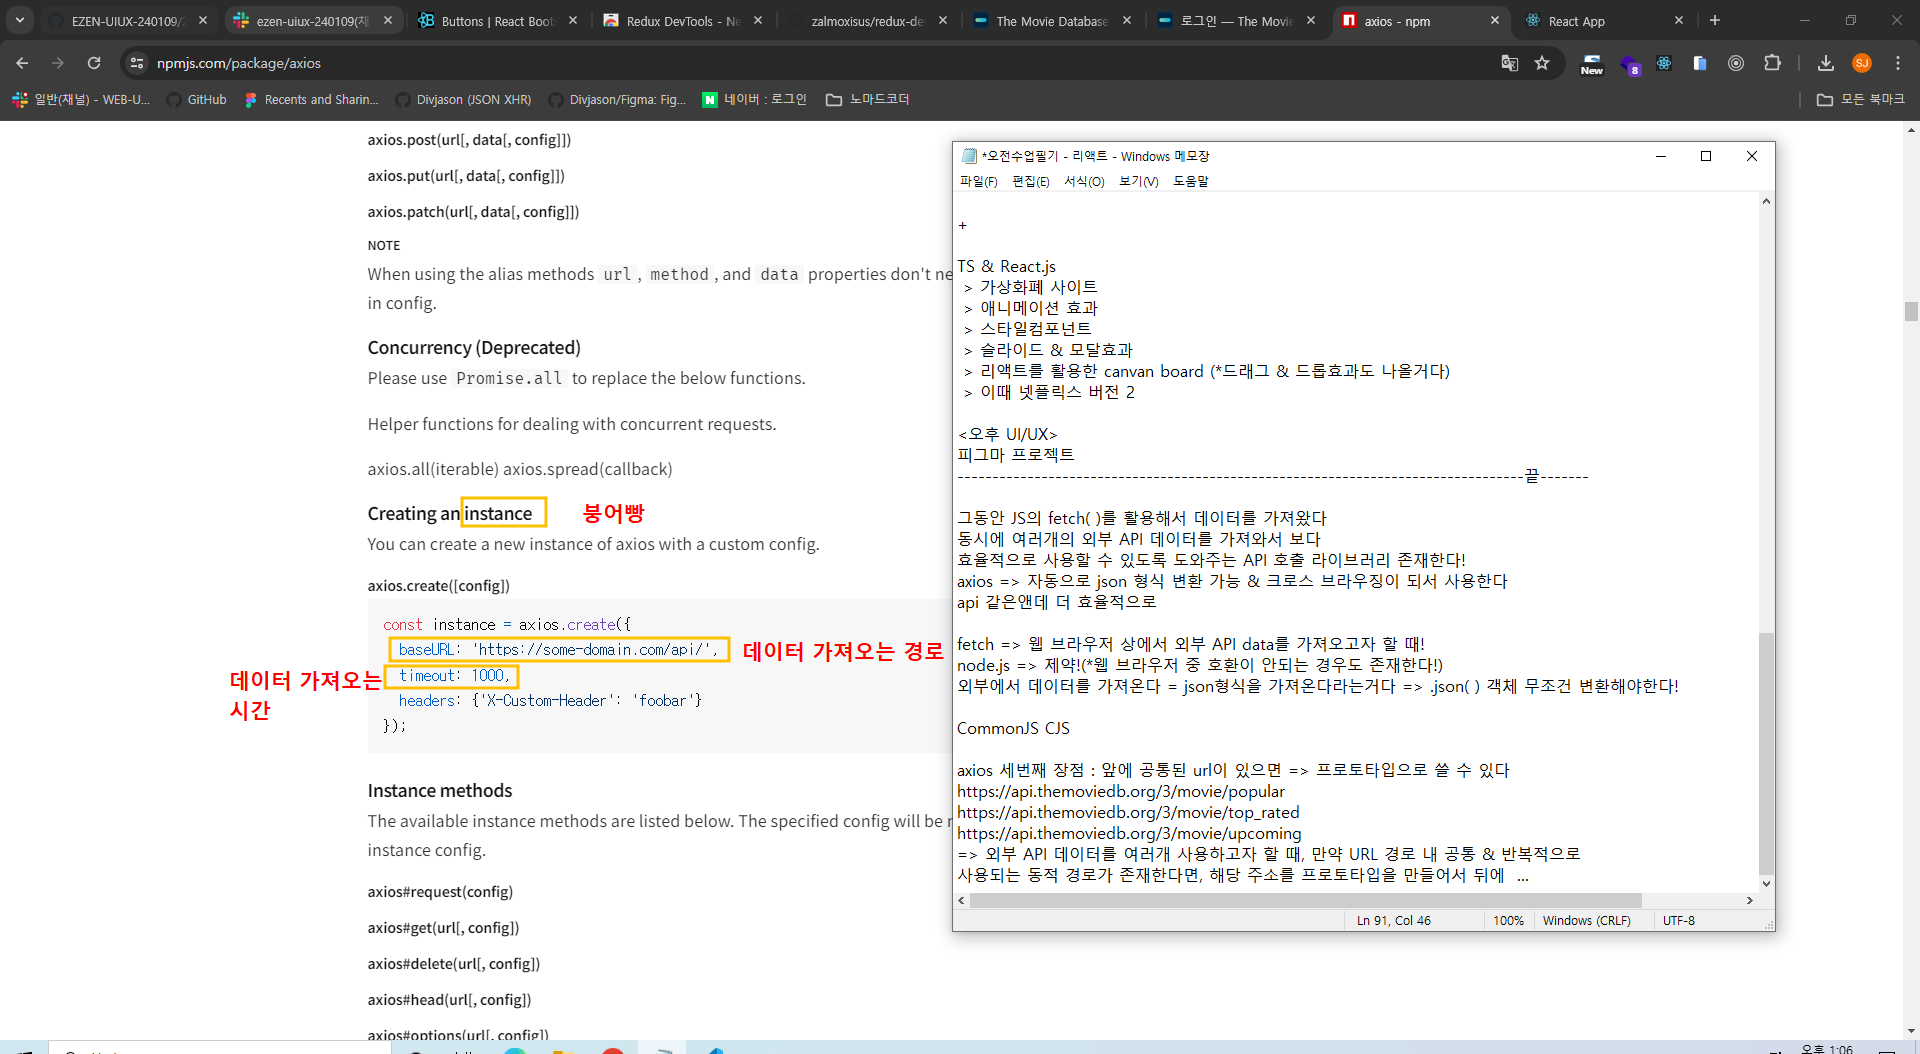 EZEN-UIUX-240109/2
ezen-uiux-240109(채
Buttons | React Boot
Redux DevTools - Ne
zalmoxisus/redux-de
The Movie Database
로그인 — The Movie
axios - npm
React App
npmjs.com/package/axios
New
8
SJ
일반(채널) - WEB-U...
GitHub
Recents and Sharin...
Divjason (JSON XHR)
Divjason/Figma: Fig...
네이버 : 로그인
노마드코더
모든 북마크
axios.post(url[, data[, config]])
axios.put(url[, data[, config]])
axios.patch(url[, data[, config]])
NOTE
When using the alias methods url, method, and data properties don't ne
in config.
Concurrency (Deprecated)
Please use Promise.all to replace the below functions.
Helper functions for dealing with concurrent requests.
axios.all(iterable) axios.spread(callback)
Creating an instance
붕어빵
You can create a new instance of axios with a custom config.
axios.create([config])
const instance = axios.create({
baseURL: 'https://some-domain.com/api/',
데이터 가져오는 경로
timeout: 1000,
데이터 가져오는
시간
headers: {'X-Custom-Header': 'foobar'}
});
Instance methods
The available instance methods are listed below. The specified config will be
instance config.
axios#request(config)
axios#get(url[, config])
axios#delete(url[, config])
axios#head(url[, config])
axios#options(url[, config])
*오전수업필기 - 리액트 - Windows 메모장
파일(F) 편집(E) 서식(O) 보기(V) 도움말
+
TS & React.js
> 가상화폐 사이트
> 애니메이션 효과
> 스타일컴포넌트
> 슬라이드 & 모달효과
> 리액트를 활용한 canvan board (*드래그 & 드롭효과도 나올거다)
> 이때 넷플릭스 버전 2
<오후 UI/UX>
피그마 프로젝트
---------------------------------------------------------------------------------끝-------
그동안 JS의 fetch( )를 활용해서 데이터를 가져왔다
동시에 여러개의 외부 API 데이터를 가져와서 보다
효율적으로 사용할 수 있도록 도와주는 API 호출 라이브러리 존재한다!
axios => 자동으로 json 형식 변환 가능 & 크로스 브라우징이 되서 사용한다
api 같은앤데 더 효율적으로
fetch => 웹 브라우저 상에서 외부 API data를 가져오고자 할 때!
node.js => 제약!(*웹 브라우저 중 호환이 안되는 경우도 존재한다!)
외부에서 데이터를 가져온다 = json형식을 가져온다라는거다 => .json( ) 객체 무조건 변환해야한다!
CommonJS CJS
axios 세번째 장점 : 앞에 공통된 url이 있으면 => 프로토타입으로 쓸 수 있다
https://api.themoviedb.org/3/movie/popular
https://api.themoviedb.org/3/movie/top_rated
https://api.themoviedb.org/3/movie/upcoming
=> 외부 API 데이터를 여러개 사용하고자 할 때, 만약 URL 경로 내 공통 & 반복적으로
사용되는 동적 경로가 존재한다면, 해당 주소를 프로토타입을 만들어서 뒤에 ...
Ln 91, Col 46
100%
Windows (CRLF)
UTF-8
오후 1:06